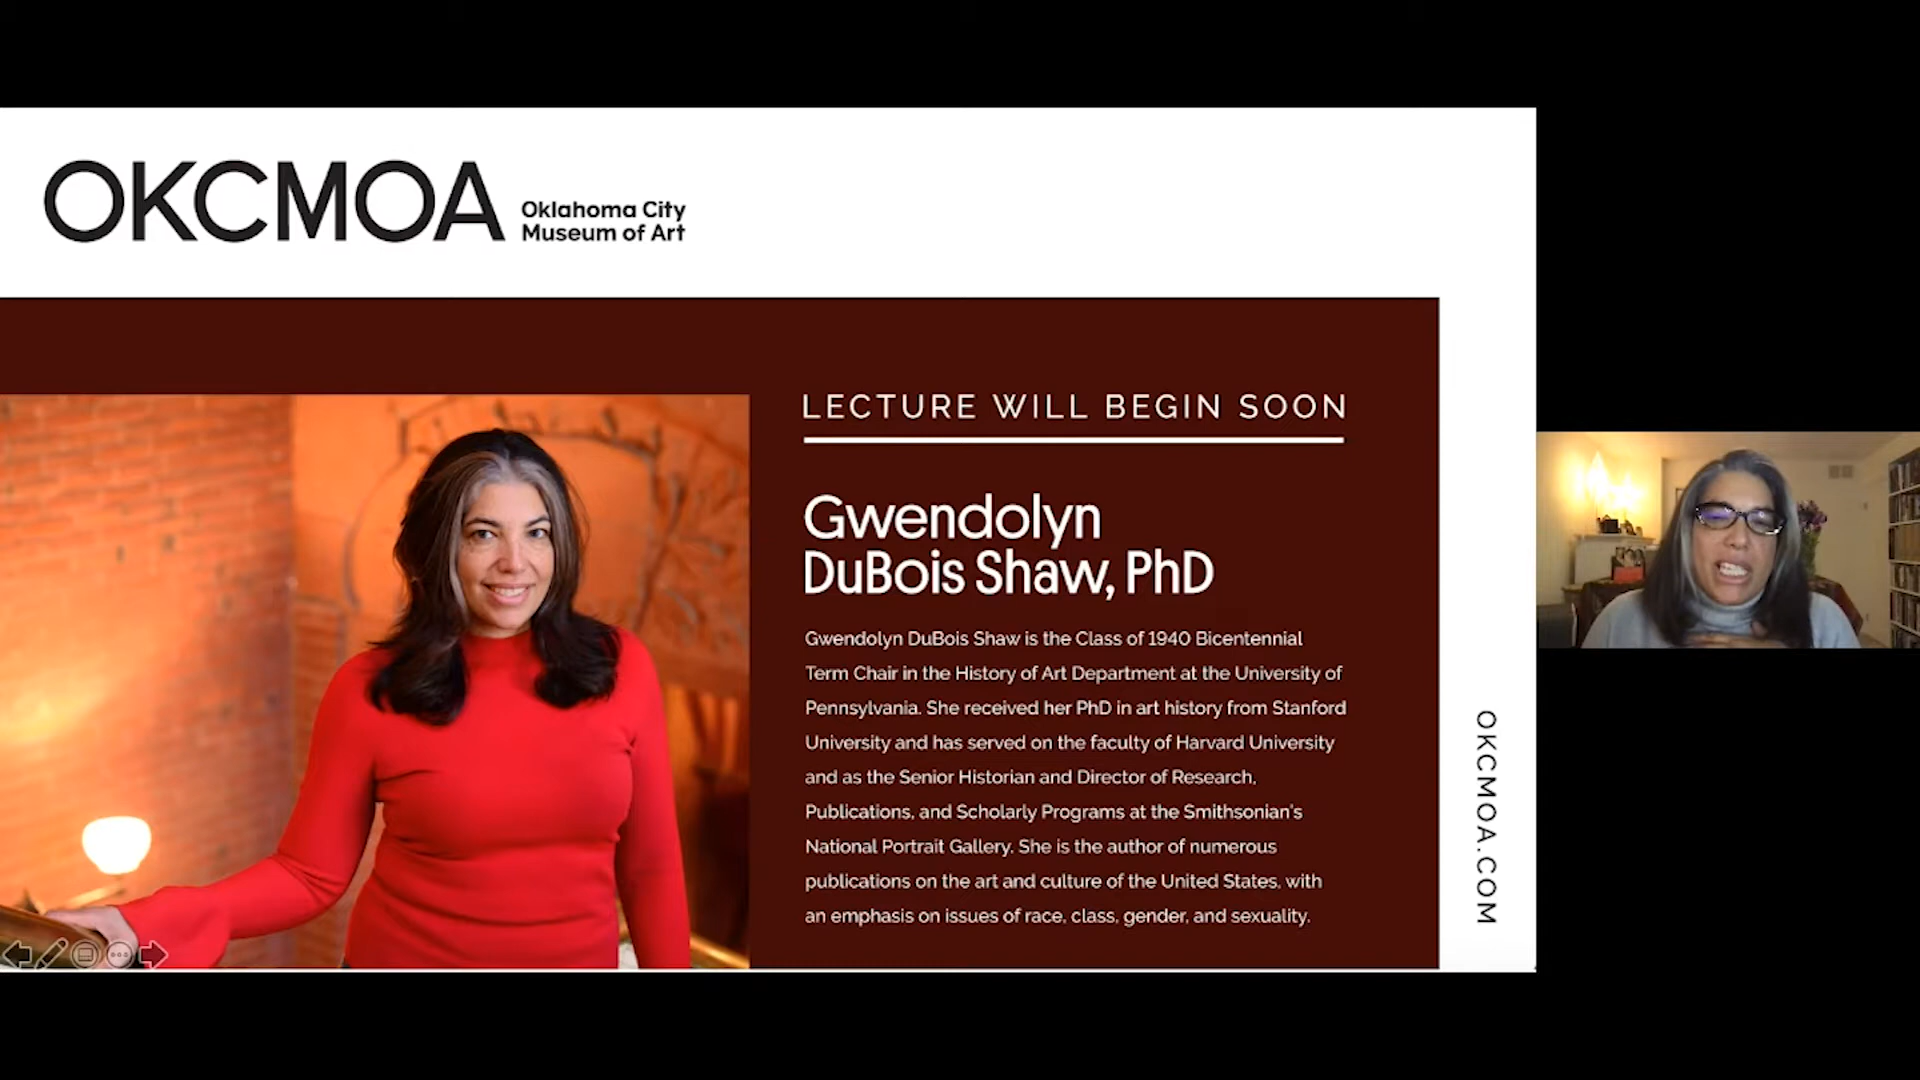 OKCMOA
Oklahoma City
Museum of Art
LECTURE WILL BEGIN SOON
Gwendolyn
DuBois Shaw, PhD
Gwendolyn DuBois Shaw is the Class of 1940 Bicentennial
Term Chair in the History of Art Department at the University of
Pennsylvania. She received her PhD in art history from Stanford
University and has served on the faculty of Harvard University
and as the Senior Historian and Director of Research,
Publications, and Scholarly Programs at the Smithsonian's
National Portrait Gallery. She is the author of numerous
publications on the art and culture of the United States, with
an emphasis on issues of race, class, gender, and sexuality.
OKCMOA.COM